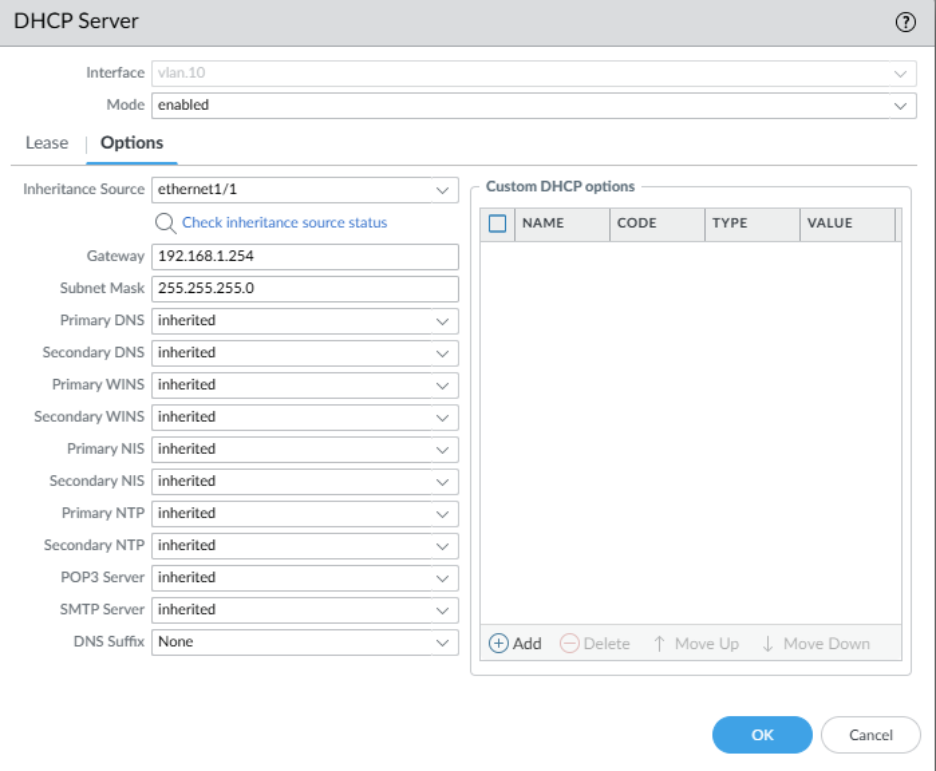 DHCP Server ?
Interface vlan.10
Mode enabled
Lease Options
Inheritance Source ethernet1/1
Check inheritance source status
Gateway 192.168.1.254
Subnet Mask 255.255.255.0
Primary DNS inherited
Secondary DNS inherited
Primary WINS inherited
Secondary WINS inherited
Primary NIS inherited
Secondary NIS inherited
Primary NTP inherited
Secondary NTP inherited
POP3 Server inherited
SMTP Server inherited
DNS Suffix None
Custom DHCP options
NAME CODE TYPE VALUE
Add Delete Move Up Move Down
OK Cancel